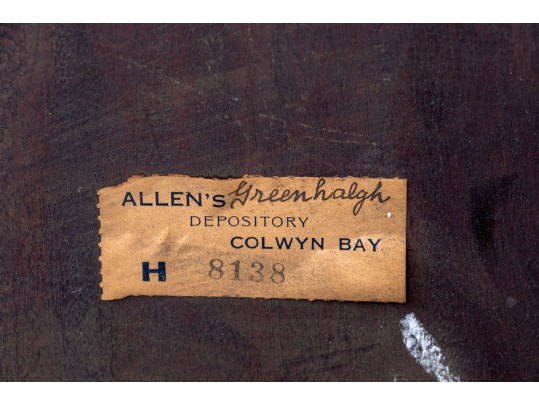 ALLEN'S Greenhalgh
DEPOSITORY
COLWYN BAY
H 8138